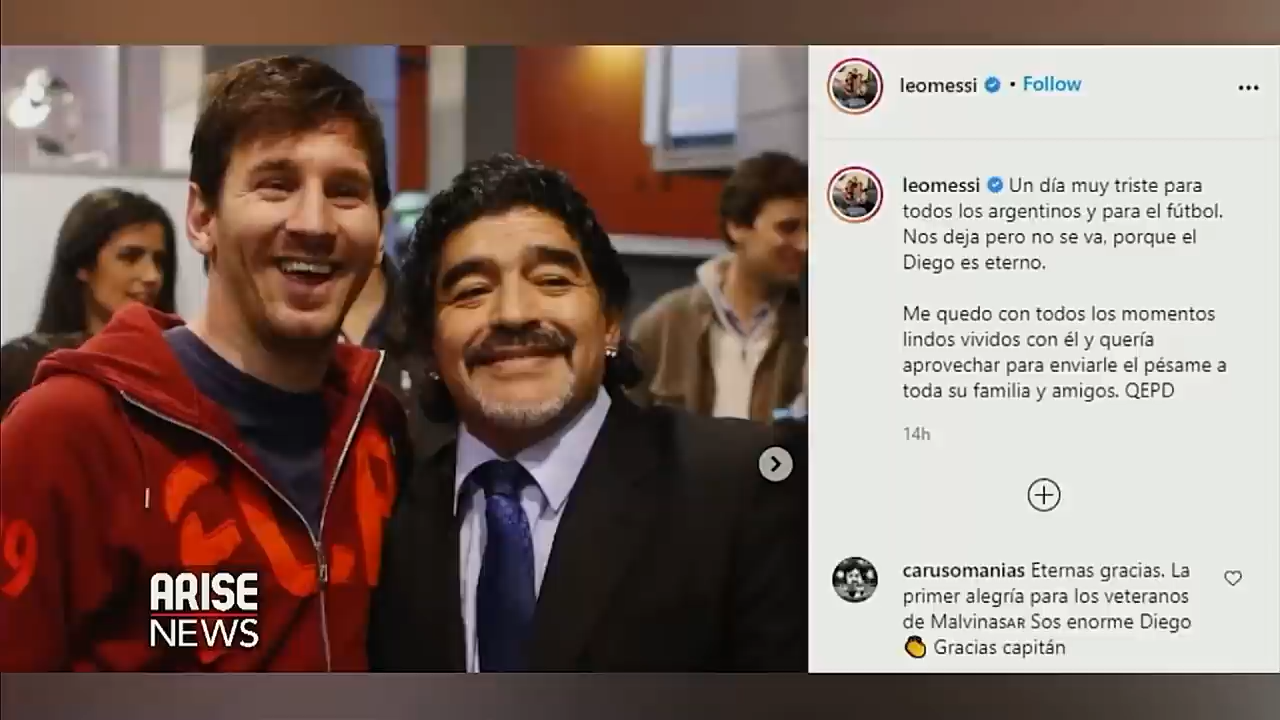 leomessi • Follow
leomessi Un día muy triste para
todos los argentinos y para el fútbol.
Nos deja pero no se va, porque el
Diego es eterno.
Me quedo con todos los momentos
lindos vividos con él y quería
aprovechar para enviarle el pésame a
toda su familia y amigos. QEPD
14h
carusomanias Eternas gracias. La
primer alegría para los veteranos
de MalvinasAR Sos enorme Diego
👏 Gracias capitán
ARISE
NEWS